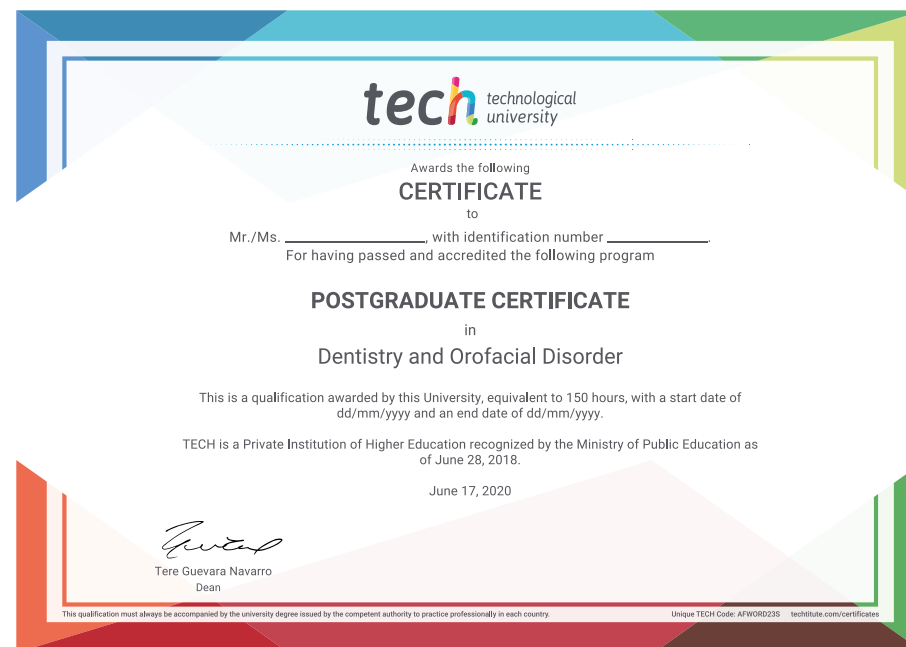 tech technological
university
Awards the following
CERTIFICATE
to
Mr./Ms. ____________________, with identification number _______________.
For having passed and accredited the following program
POSTGRADUATE CERTIFICATE
in
Dentistry and Orofacial Disorder
This is a qualification awarded by this University, equivalent to 150 hours, with a start date of
dd/mm/yyyy and an end date of dd/mm/yyyy.
TECH is a Private Institution of Higher Education recognized by the Ministry of Public Education as
of June 28, 2018.
June 17, 2020
Tere Guevara Navarro
Dean
This qualification must always be accompanied by the university degree issued by the competent authority to practice professionally in each country. Unique TECH Code: AFWORD23S techtitute.com/certificates